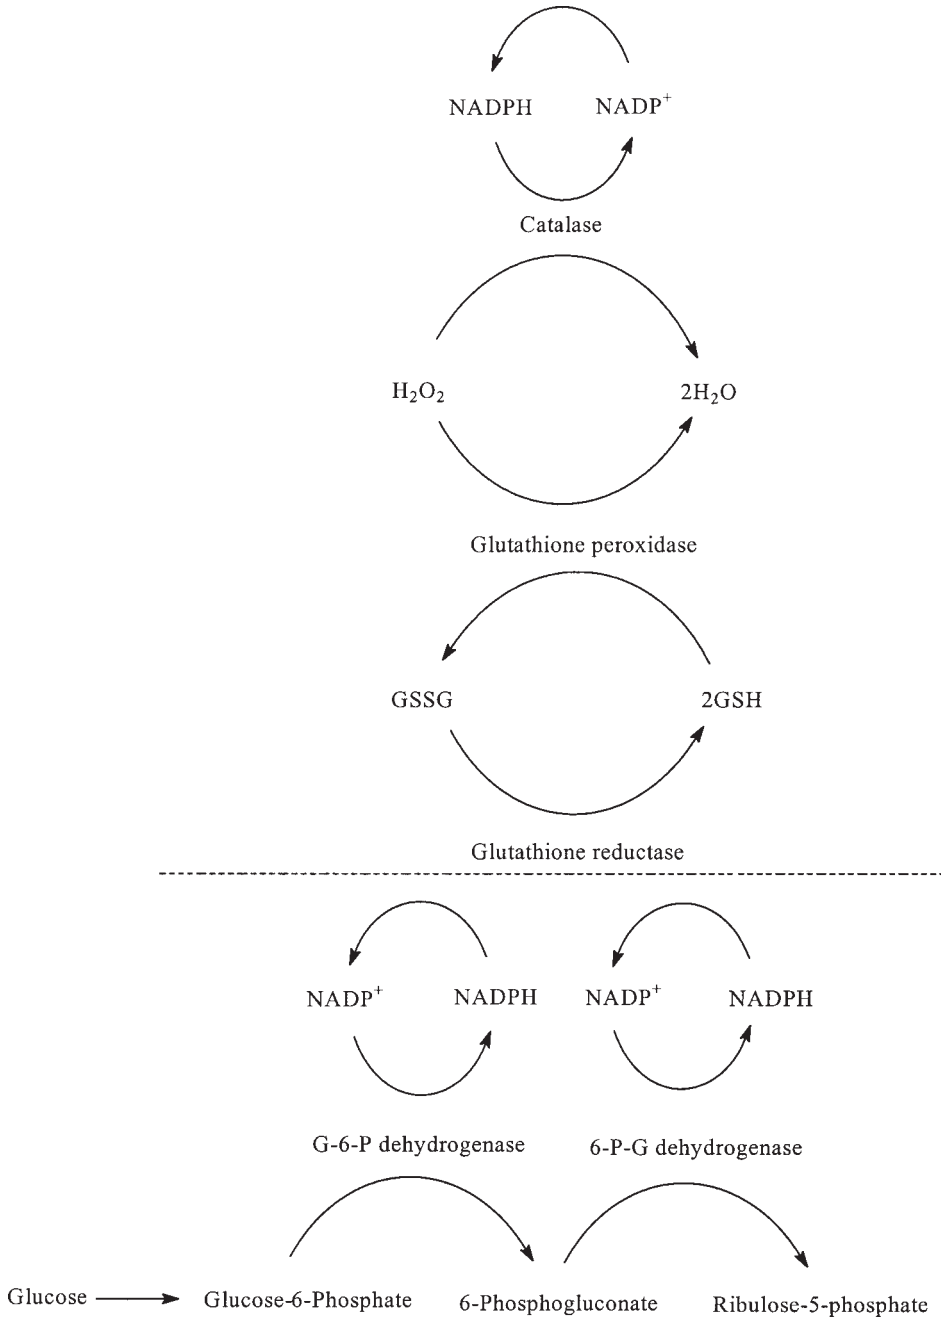 NADPH NADP⁺
Catalase
H₂O₂ 2H₂O
Glutathione peroxidase
GSSG 2GSH
Glutathione reductase
NADP⁺ NADPH NADP⁺ NADPH
G-6-P dehydrogenase 6-P-G dehydrogenase
Glucose Glucose-6-Phosphate 6-Phosphogluconate Ribulose-5-phosphate